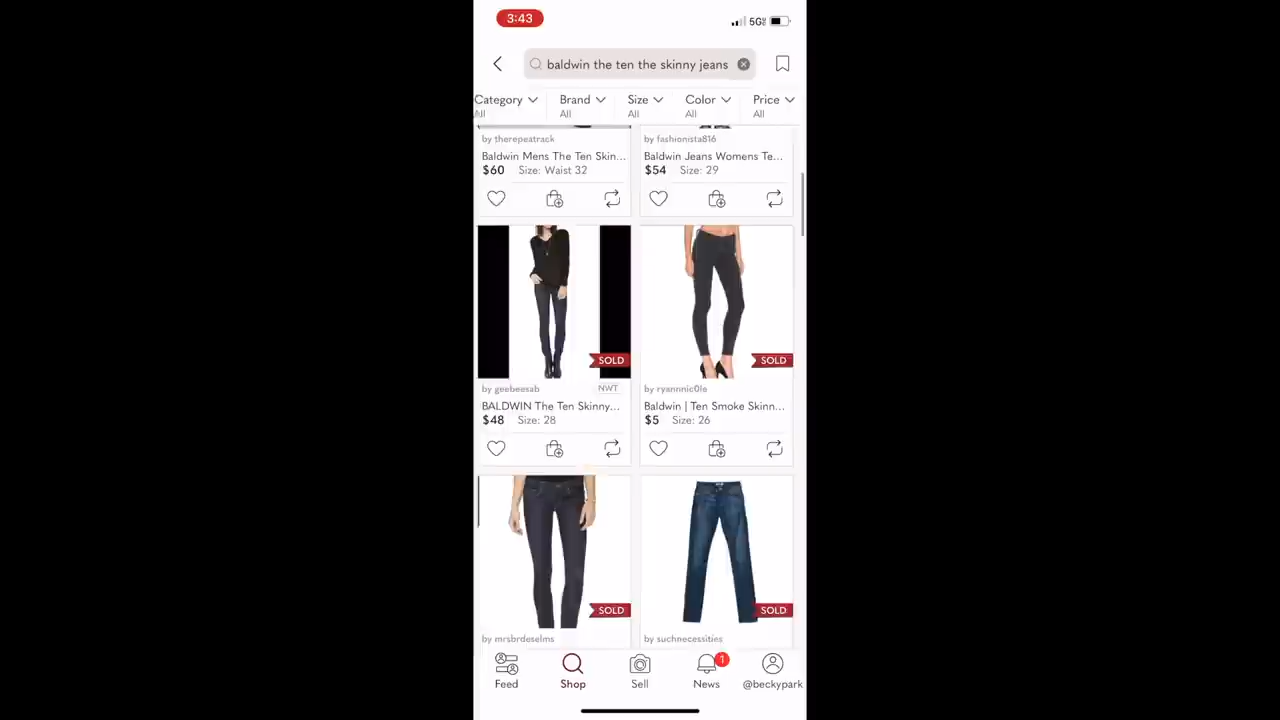 3:43
5G
baldwin the ten the skinny jeans
Category Brand Size Color Price
All All All All All
by therepeatrack by fashionista816
Baldwin Mens The Ten Skin... Baldwin Jeans Womens Te...
$60 Size: Waist 32 $54 Size: 29
SOLD SOLD
by geebeesab NWT by ryannnic0le
BALDWIN The Ten Skinny... Baldwin | Ten Smoke Skinn...
$48 Size: 28 $5 Size: 26
SOLD SOLD
by mrsbrdeselms by suchnecessities
1
Feed Shop Sell News @beckypark